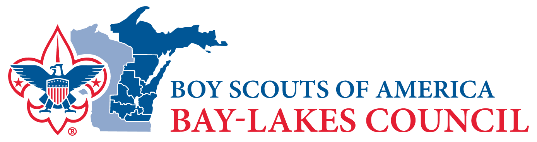 BOY SCOUTS OF AMERICA
BAY-LAKES COUNCIL
®